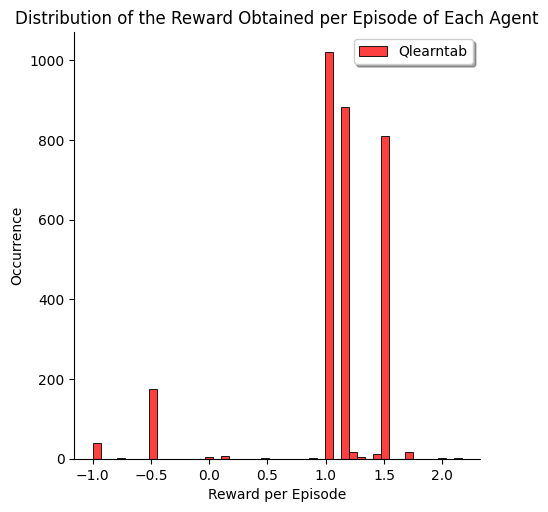 Distribution of the Reward Obtained per Episode of Each Agent
Qlearntab
1000
800
600
400
200
0
Occurrence
−1.0 −0.5 0.0 0.5 1.0 1.5 2.0
Reward per Episode